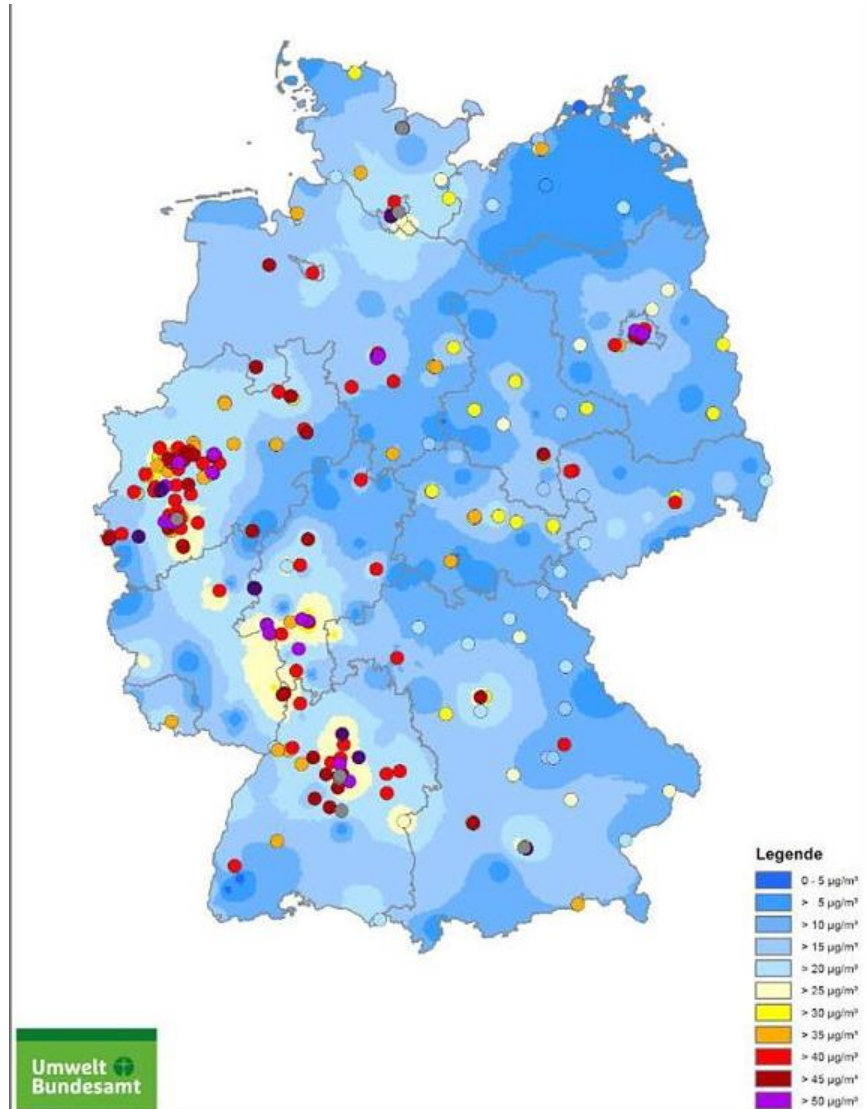 Legende
0 - 5 µg/m³
> 5 µg/m³
> 10 µg/m³
> 15 µg/m³
> 20 µg/m³
> 25 µg/m³
> 30 µg/m³
> 35 µg/m³
> 40 µg/m³
> 45 µg/m³
> 50 µg/m³
Umwelt
Bundesamt